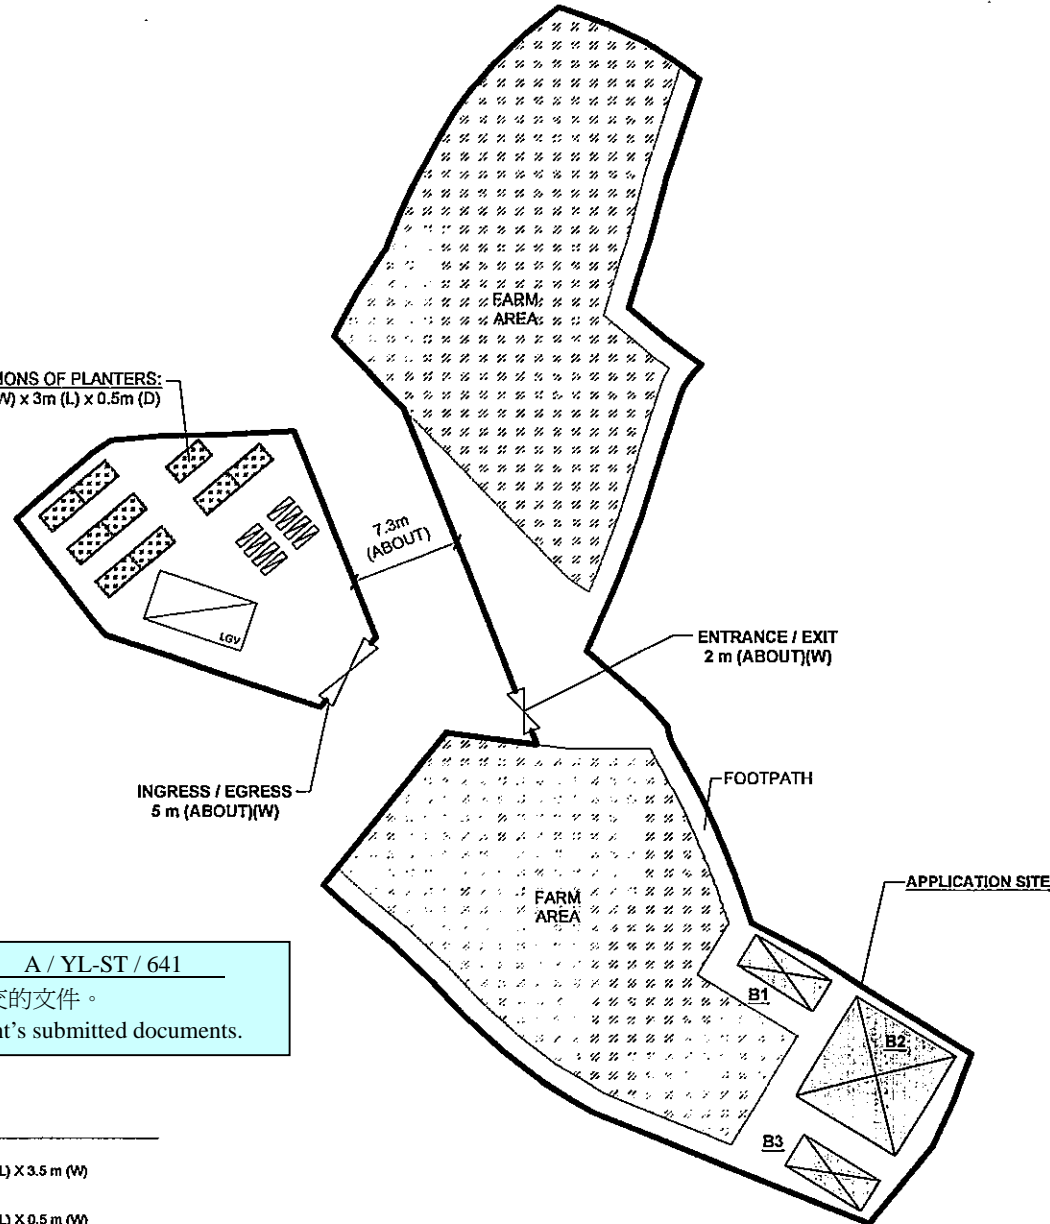 FARM
AREA
IONS OF PLANTERS:
W) x 3m (L) x 0.5m (D)
7.3m
(ABOUT)
LGV
ENTRANCE / EXIT
2 m (ABOUT)(W)
INGRESS / EGRESS
5 m (ABOUT)(W)
FOOTPATH
APPLICATION SITE
FARM
AREA
B1
B2
B3
A / YL-ST / 641
交的文件。
nt's submitted documents.
L) X 3.5 m (W)
L) X 0.5 m (W)